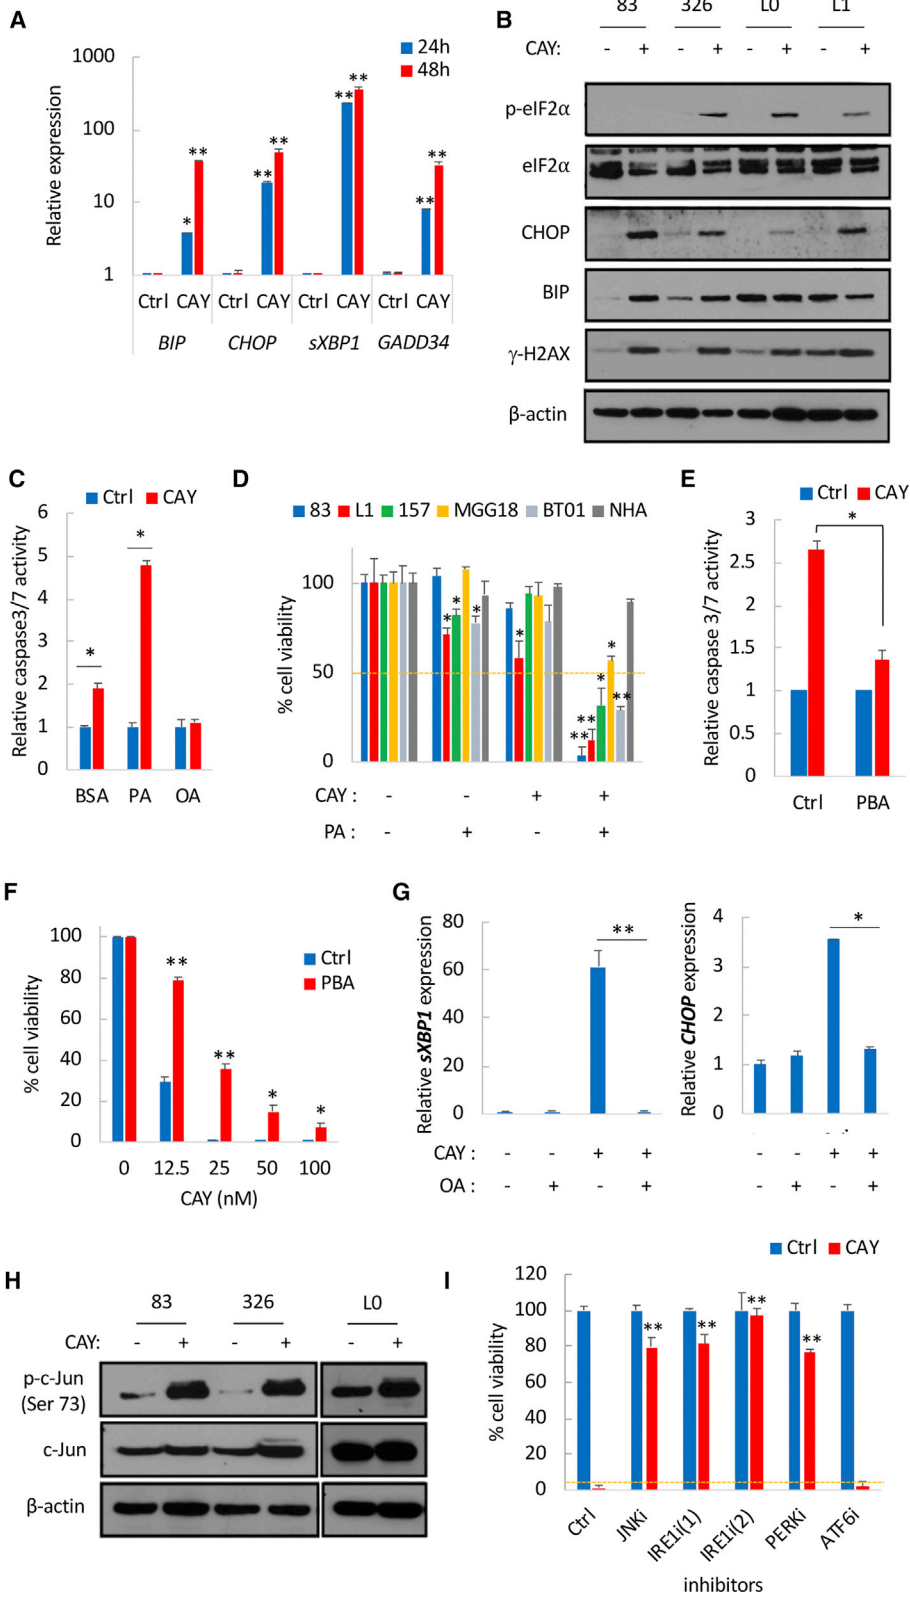 A
Relative expression
1000
100
10
1
24h
48h
* ** ** ** ** ** ** **
Ctrl CAY Ctrl CAY Ctrl CAY Ctrl CAY
BIP CHOP sXBP1 GADD34
B
83 326 L0 L1
CAY: - + - + - + - +
p-eIF2α
eIF2α
CHOP
BIP
γ-H2AX
β-actin
C
Ctrl CAY
Relative caspase3/7 activity
6
5
4
3
2
1
0
* *
BSA PA OA
D
83 L1 157 MGG18 BT01 NHA
% cell viability
100
50
0
* * * * ** ** * * **
CAY : - - + +
PA : - + - +
E
Ctrl CAY
Relative caspase 3/7 activity
3
2.5
2
1.5
1
0.5
0
*
Ctrl PBA
F
% cell viability
100
80
60
40
20
0
Ctrl
PBA
** ** * *
0 12.5 25 50 100
CAY (nM)
G
Relative sXBP1 expression
80
60
40
20
0
**
CAY : - - + +
OA : - + - +
Relative CHOP expression
4
3
2
1
0
*
- - + +
- + - +
H
83 326 L0
CAY: - + - + - +
p-c-Jun
(Ser 73)
c-Jun
β-actin
I
Ctrl CAY
% cell viability
120
100
80
60
40
20
0
** ** ** **
Ctrl JNKi IRE1i(1) IRE1i(2) PERKi ATF6i
inhibitors